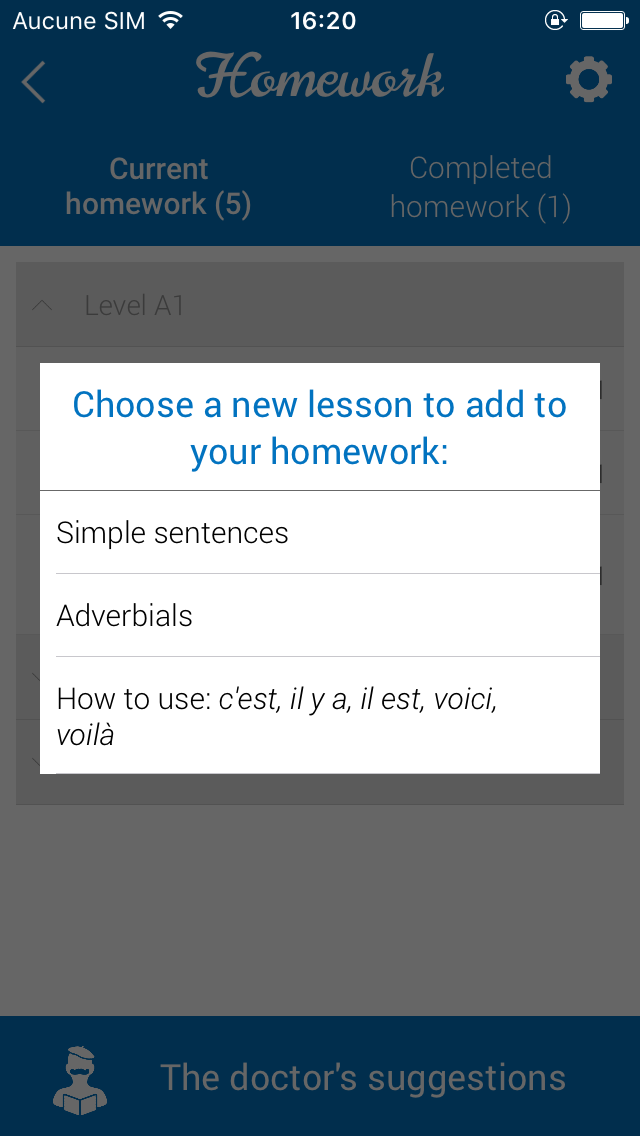 Aucune SIM 16:20
Homework
Current
homework (5)
Completed
homework (1)
Level A1
Choose a new lesson to add to
your homework:
Simple sentences
Adverbials
How to use: c'est, il y a, il est, voici,
voilà
The doctor's suggestions